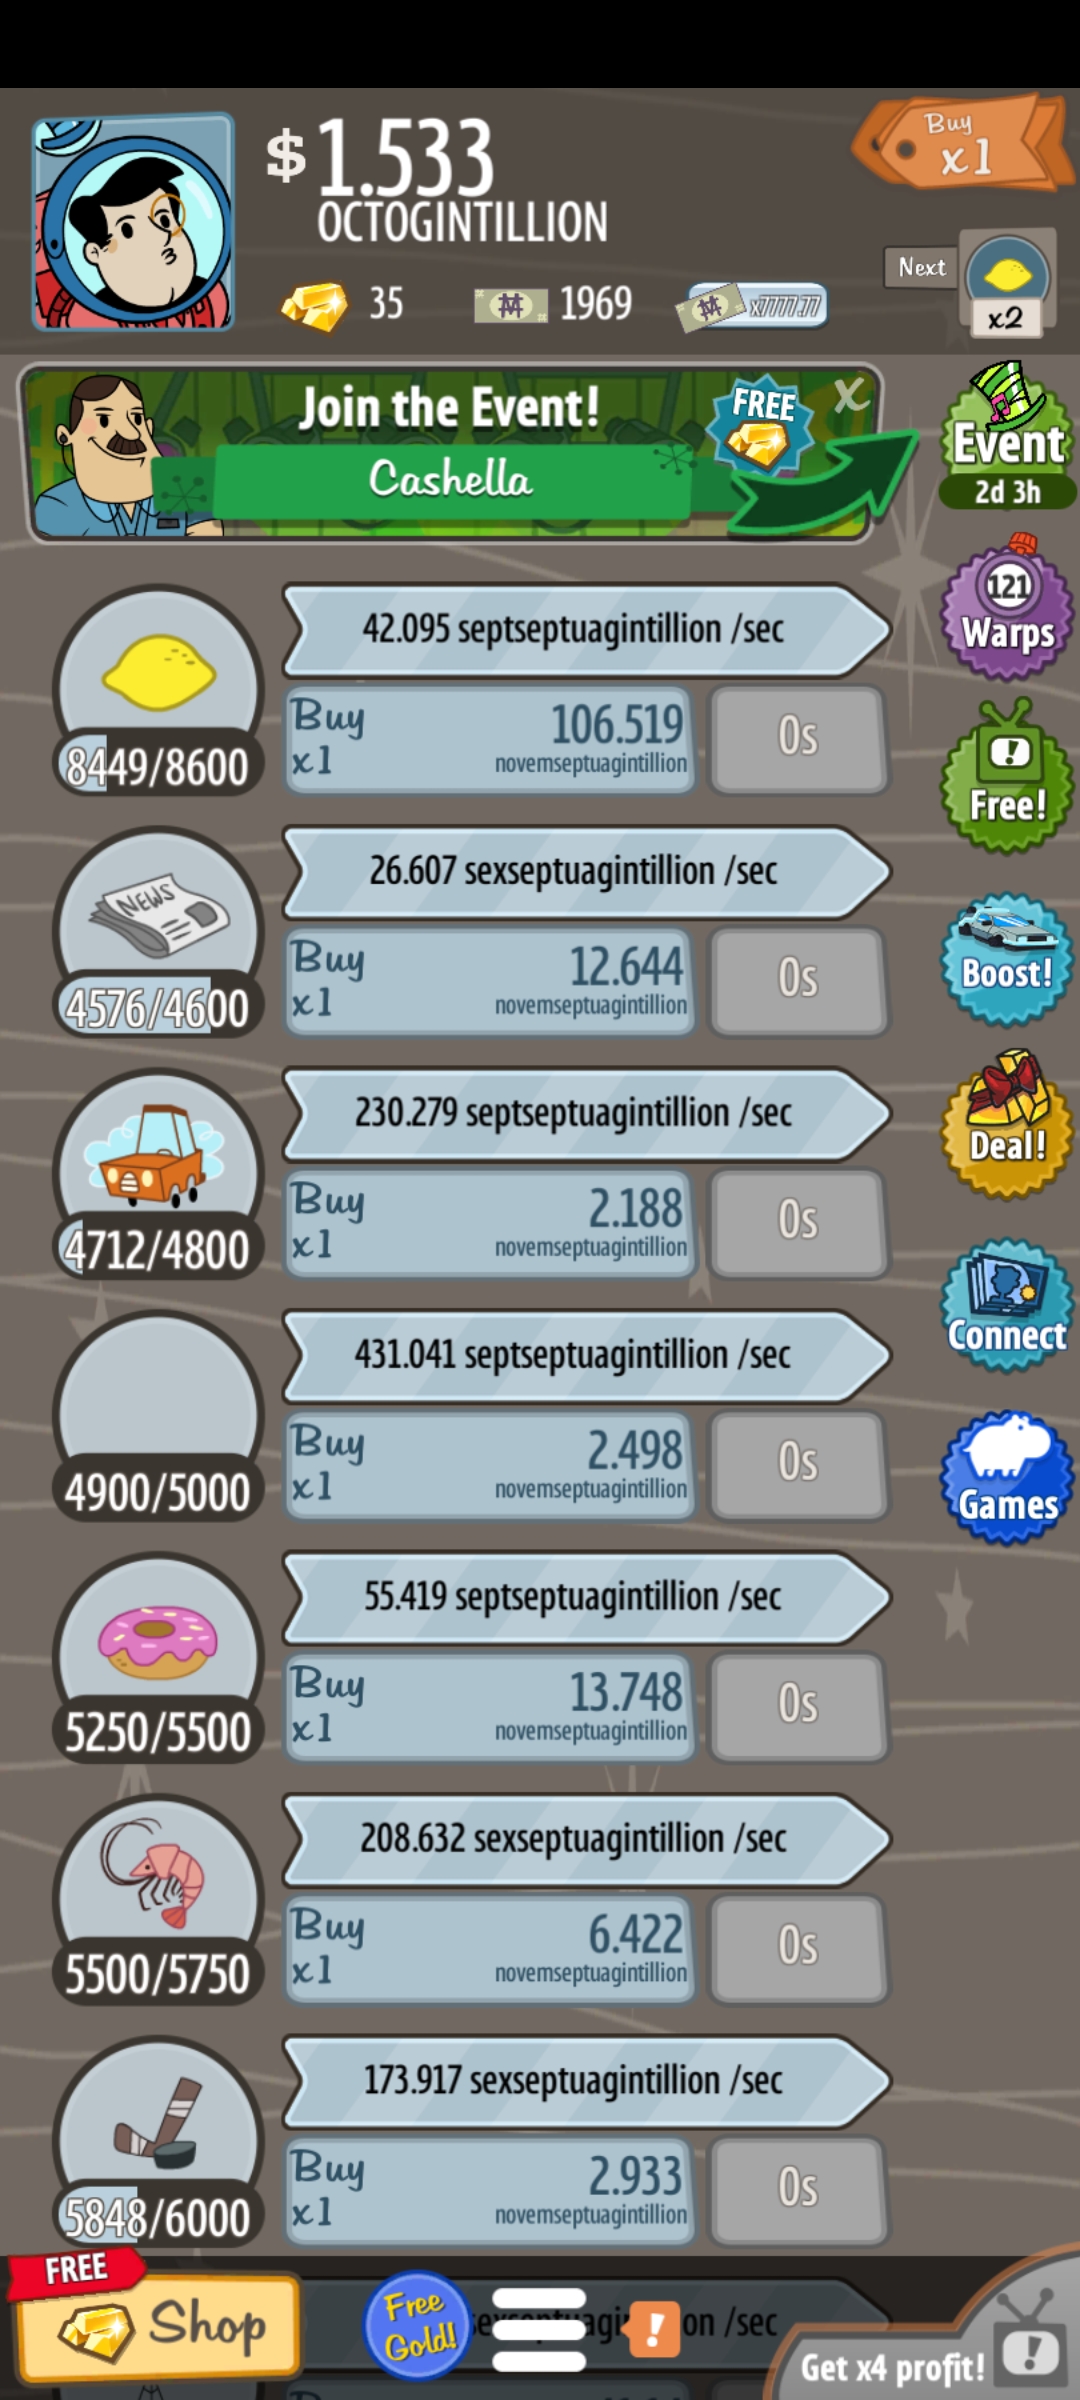 $ 1.533
OCTOGINTILLION
Buy
x1
35
1969
x7777.77
Next
x2
Join the Event!
FREE
X
Cashella
Event
2d 3h
121
Warps
Free!
Boost!
Deal!
Connect
Games
42.095 septseptuagintillion /sec
8449/8600
Buy
x1
106.519
novemseptuagintillion
0s
NEWS
26.607 sexseptuagintillion /sec
4576/4600
Buy
x1
12.644
novemseptuagintillion
0s
230.279 septseptuagintillion /sec
4712/4800
Buy
x1
2.188
novemseptuagintillion
0s
431.041 septseptuagintillion /sec
4900/5000
Buy
x1
2.498
novemseptuagintillion
0s
55.419 septseptuagintillion /sec
5250/5500
Buy
x1
13.748
novemseptuagintillion
0s
208.632 sexseptuagintillion /sec
5500/5750
Buy
x1
6.422
novemseptuagintillion
0s
173.917 sexseptuagintillion /sec
5848/6000
Buy
x1
2.933
novemseptuagintillion
0s
FREE
Shop
Free
Gold!
/sec
Get x4 profit!